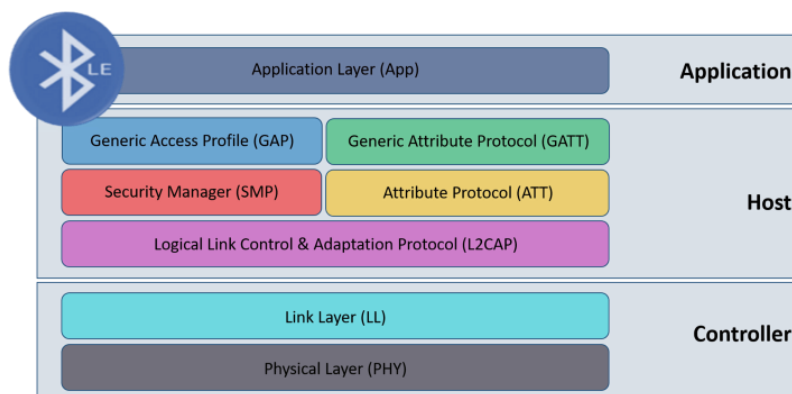 LE
Application Layer (App)
Application
Generic Access Profile (GAP)
Generic Attribute Protocol (GATT)
Security Manager (SMP)
Attribute Protocol (ATT)
Host
Logical Link Control & Adaptation Protocol (L2CAP)
Link Layer (LL)
Controller
Physical Layer (PHY)